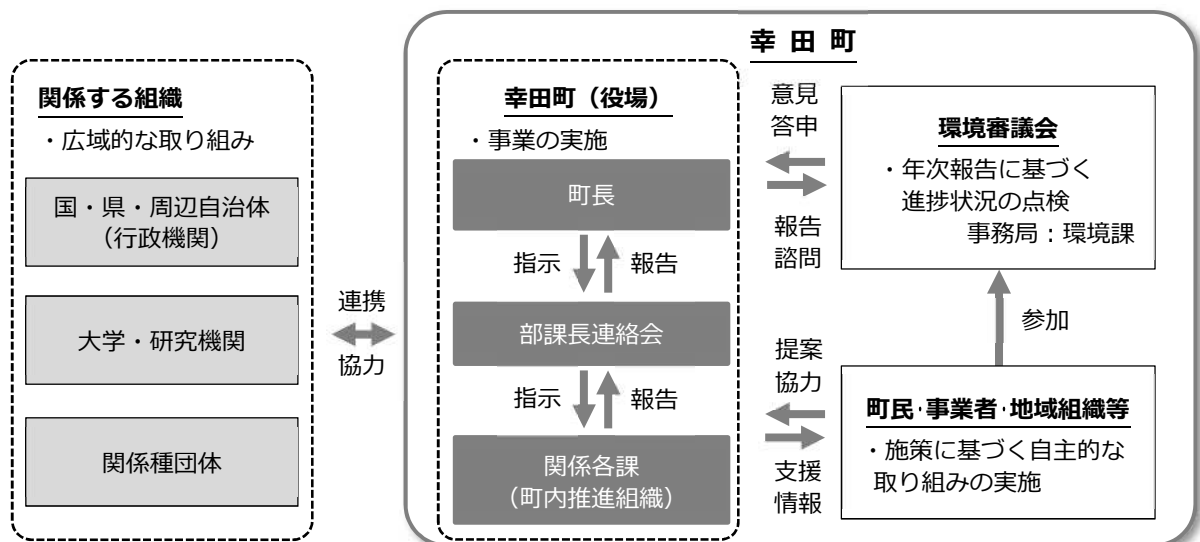 幸田町
関係する組織
・広域的な取り組み
国・県・周辺自治体
（行政機関）
大学・研究機関
関係種団体
連携
協力
幸田町（役場）
・事業の実施
町長
指示
報告
部課長連絡会
指示
報告
関係各課
（町内推進組織）
意見
答申
報告
諮問
提案
協力
支援
情報
環境審議会
・年次報告に基づく
進捗状況の点検
事務局：環境課
参加
町民･事業者･地域組織等
・施策に基づく自主的な
取り組みの実施